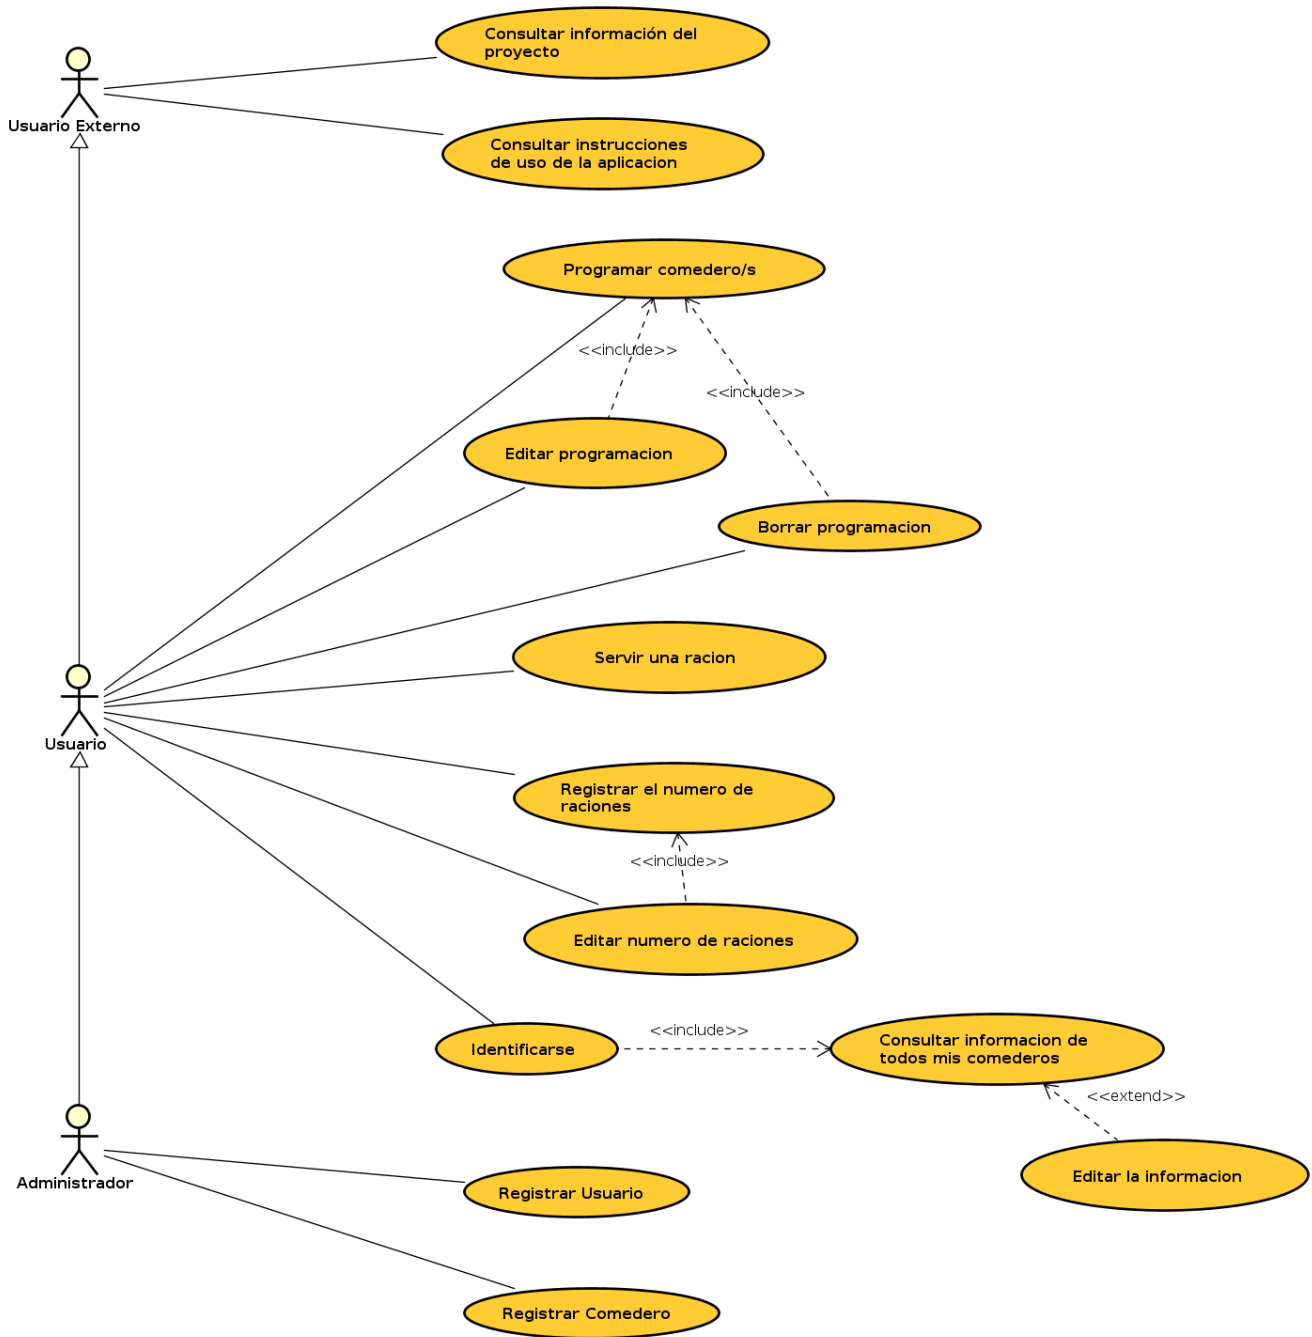 Consultar información del
proyecto
Usuario Externo
Consultar instrucciones
de uso de la aplicacion
Programar comedero/s
<<include>>
<<include>>
Editar programacion
Borrar programacion
Servir una racion
Usuario
Registrar el numero de
raciones
<<include>>
Editar numero de raciones
<<include>>
Identificarse
Consultar informacion de
todos mis comederos
<<extend>>
Editar la informacion
Administrador
Registrar Usuario
Registrar Comedero